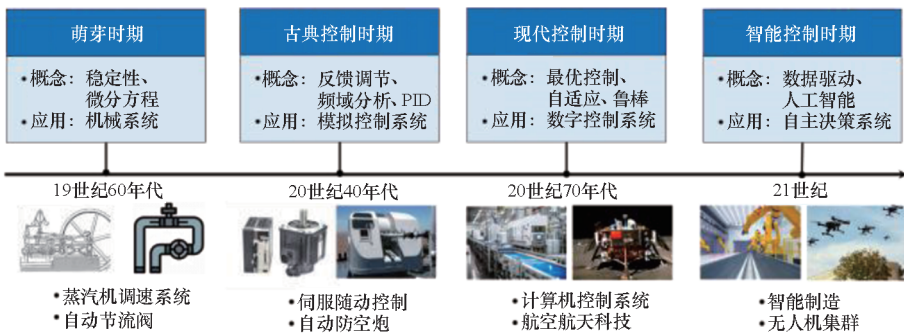 萌芽时期
•概念：稳定性、
微分方程
•应用：机械系统
古典控制时期
•概念：反馈调节、
频域分析、PID
•应用：模拟控制系统
现代控制时期
•概念：最优控制、
自适应、鲁棒
•应用：数字控制系统
智能控制时期
•概念：数据驱动、
人工智能
•应用：自主决策系统
19世纪60年代
20世纪40年代
20世纪70年代
21世纪
•蒸汽机调速系统
•自动节流阀
•伺服随动控制
•自动防空炮
•计算机控制系统
•航空航天科技
•智能制造
•无人机集群